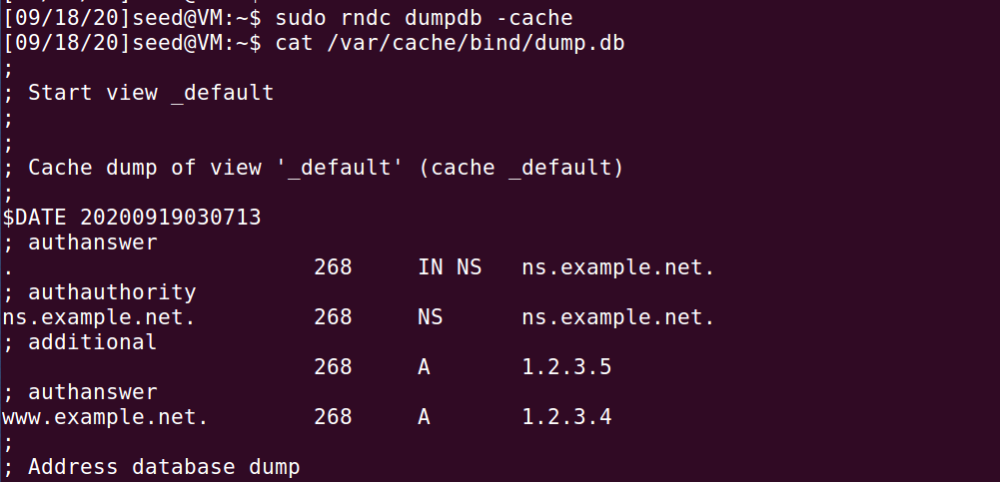 [09/18/20]seed@VM:~$ sudo rndc dumpdb -cache
[09/18/20]seed@VM:~$ cat /var/cache/bind/dump.db
;
; Start view _default
;
;
; Cache dump of view '_default' (cache _default)
;
$DATE 20200919030713
; authanswer
.                       268     IN NS   ns.example.net.
; authauthority
ns.example.net.         268     NS      ns.example.net.
; additional
                        268     A       1.2.3.5
; authanswer
www.example.net.        268     A       1.2.3.4
;
; Address database dump